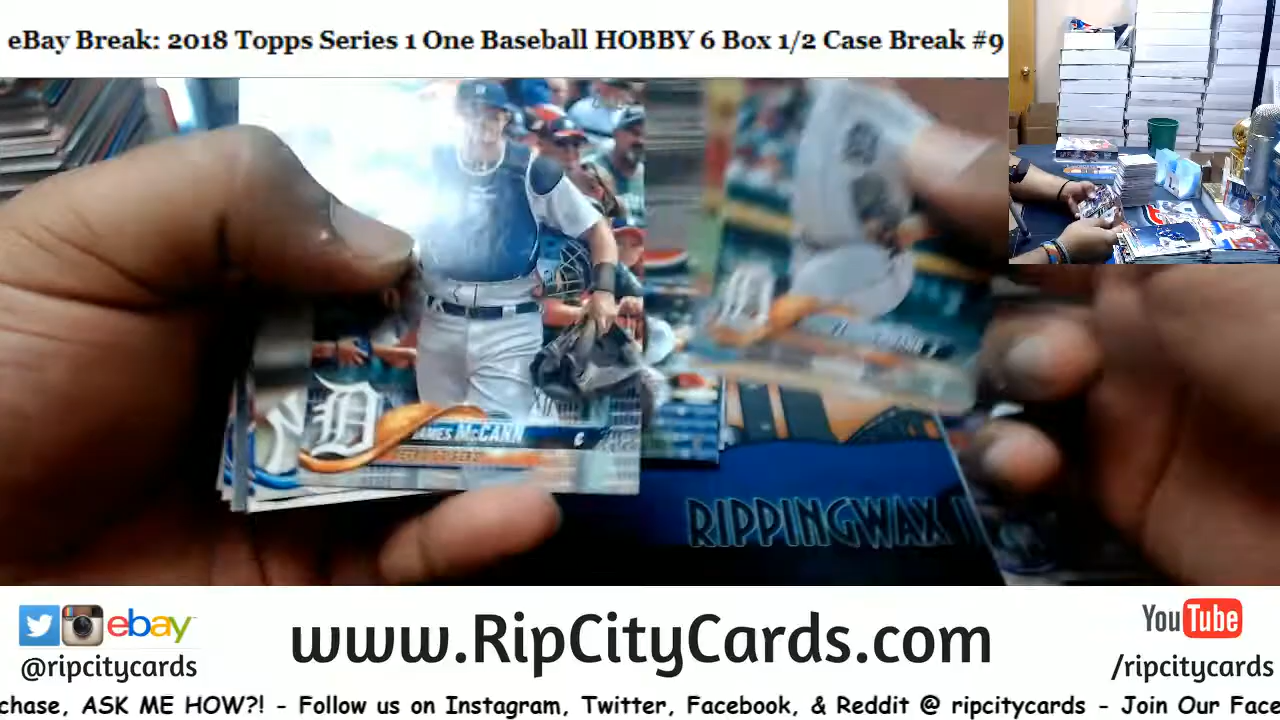 eBay Break: 2018 Topps Series 1 One Baseball HOBBY 6 Box 1/2 Case Break #9
D
JAMES McCANN C
D
RIPPINGWAX
ebay
@ripcitycards
www.RipCityCards.com
YouTube
/ripcitycards
chase, ASK ME HOW?! - Follow us on Instagram, Twitter, Facebook, & Reddit @ ripcitycards - Join Our Face